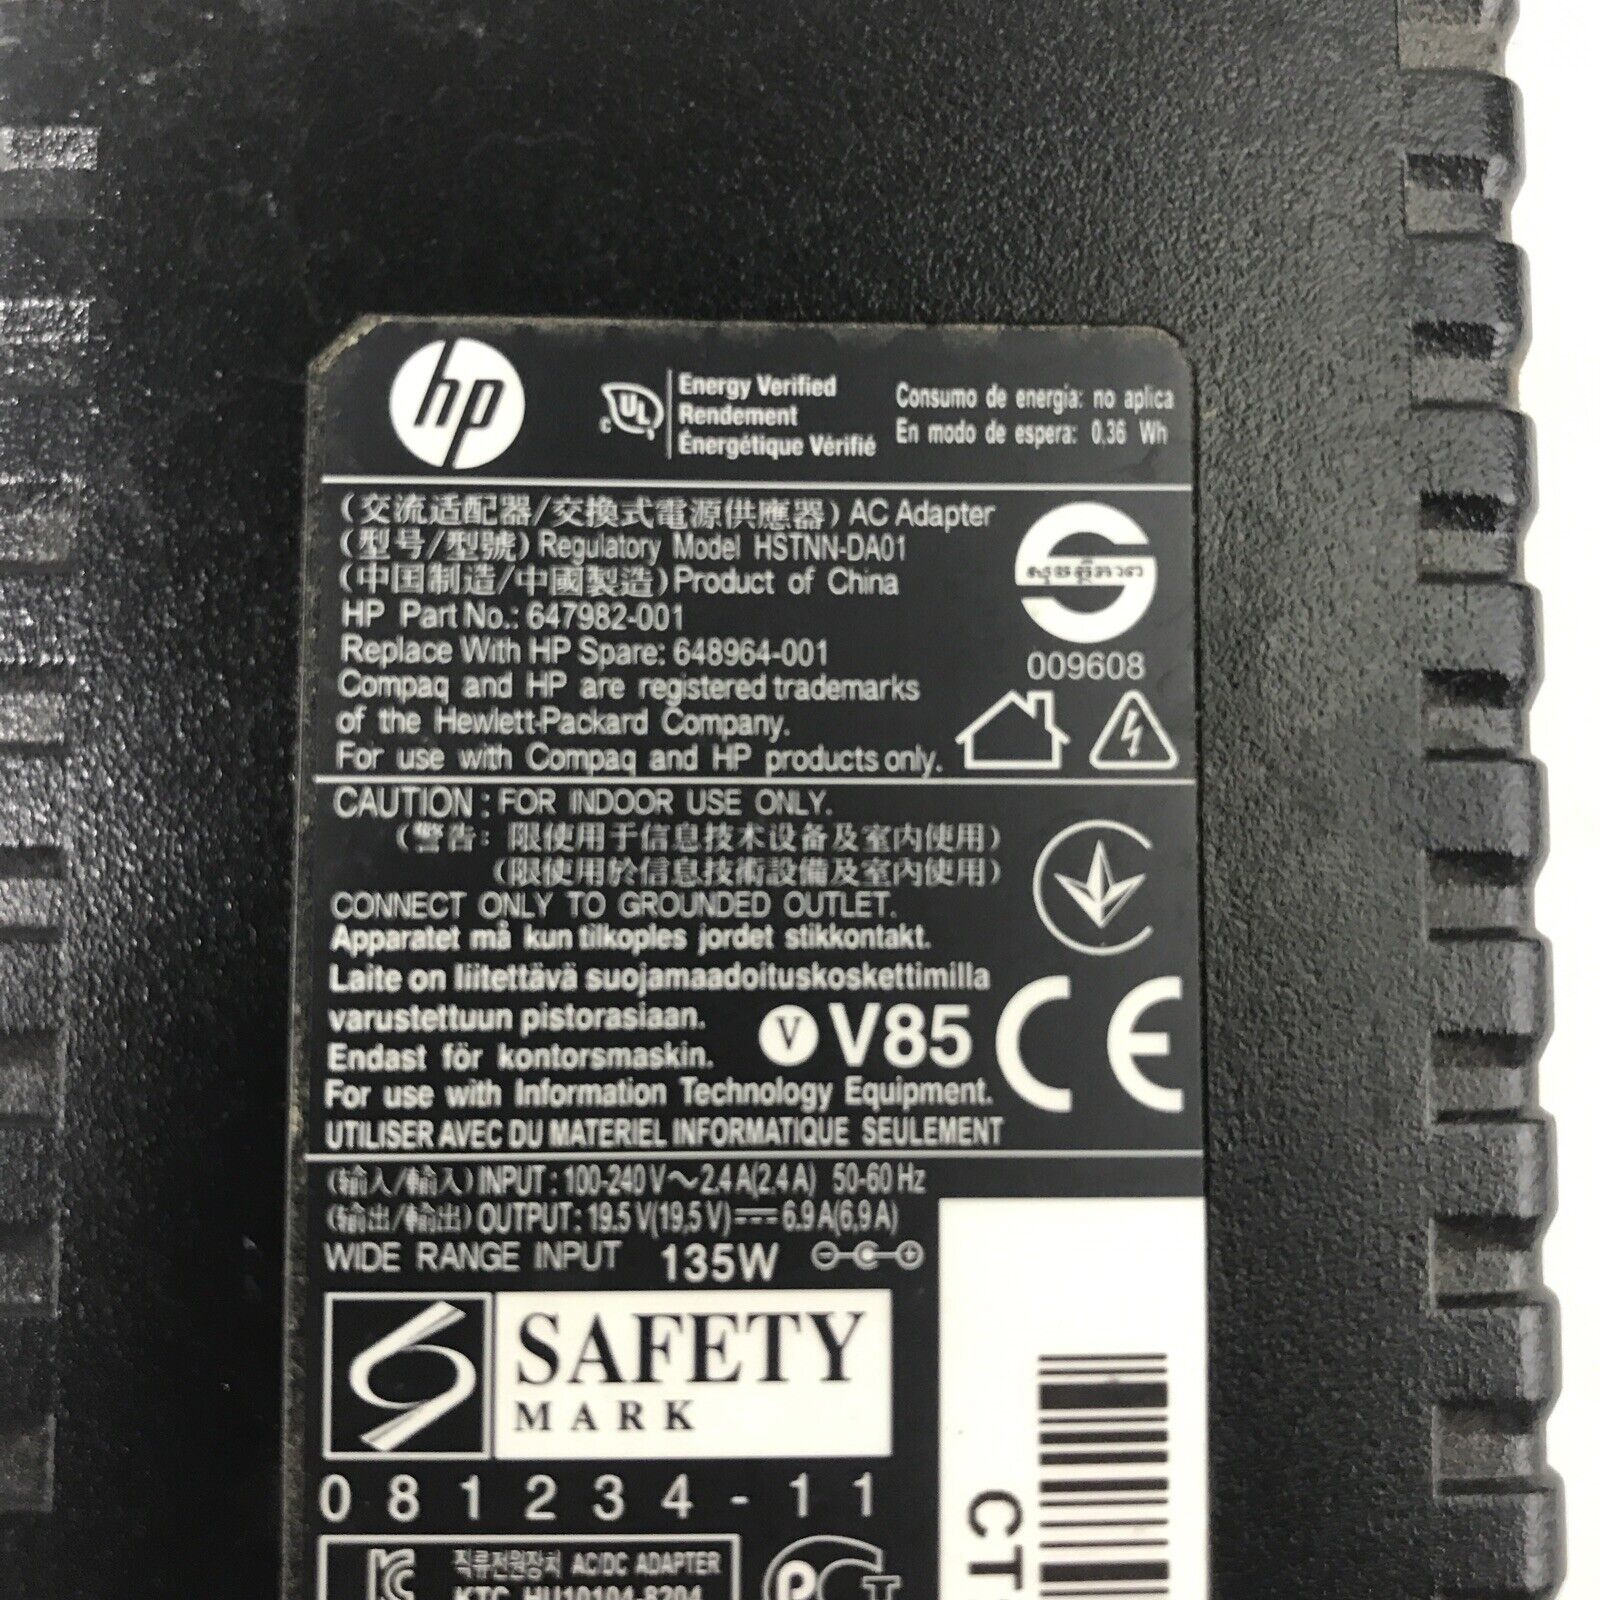 hp
c UL
Energy Verified
Rendement
Énergétique Vérifié
Consumo de energía: no aplica
En modo de espera: 0,36 Wh
(交流适配器/交換式電源供應器) AC Adapter
(型号/型號) Regulatory Model HSTNN-DA01
(中国制造/中國製造) Product of China
HP Part No.: 647982-001
Replace With HP Spare: 648964-001
Compaq and HP are registered trademarks
of the Hewlett-Packard Company.
For use with Compaq and HP products only.
009608
CAUTION : FOR INDOOR USE ONLY.
(警告: 限使用于信息技术设备及室内使用)
(限使用於信息技術設備及室內使用)
CONNECT ONLY TO GROUNDED OUTLET.
Apparatet må kun tilkoples jordet stikkontakt.
Laite on liitettävä suojamaadoituskoskettimilla
varustettuun pistorasiaan.
Endast för kontorsmaskin.
V V85
CE
For use with Information Technology Equipment.
UTILISER AVEC DU MATERIEL INFORMATIQUE SEULEMENT
(输入/輸入) INPUT : 100-240 V~2.4 A(2.4 A) 50-60 Hz
(输出/輸出) OUTPUT: 19.5 V(19,5 V)⎓6.9 A(6,9 A)
WIDE RANGE INPUT 135W
SAFETY
MARK
081234-11
직류전원장치 AC/DC ADAPTER
KTC HU10104-8204
CT